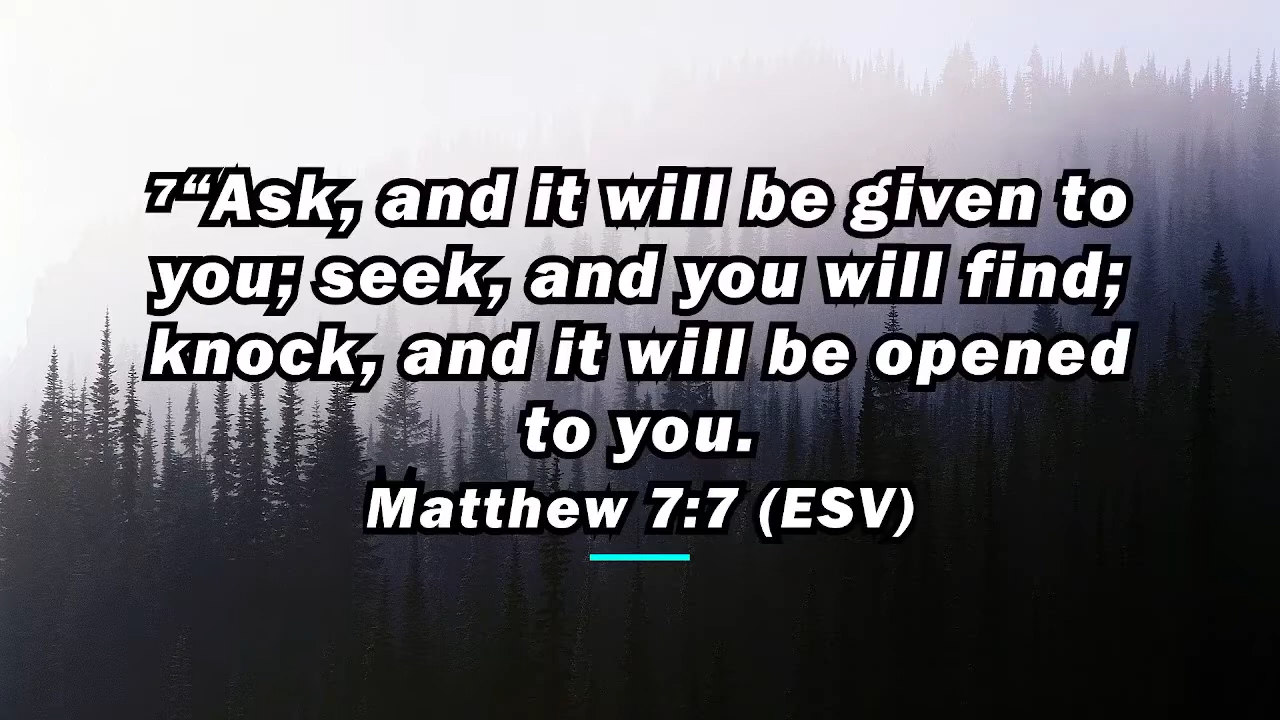 ⁷“Ask, and it will be given to
you; seek, and you will find;
knock, and it will be opened
to you.
Matthew 7:7 (ESV)